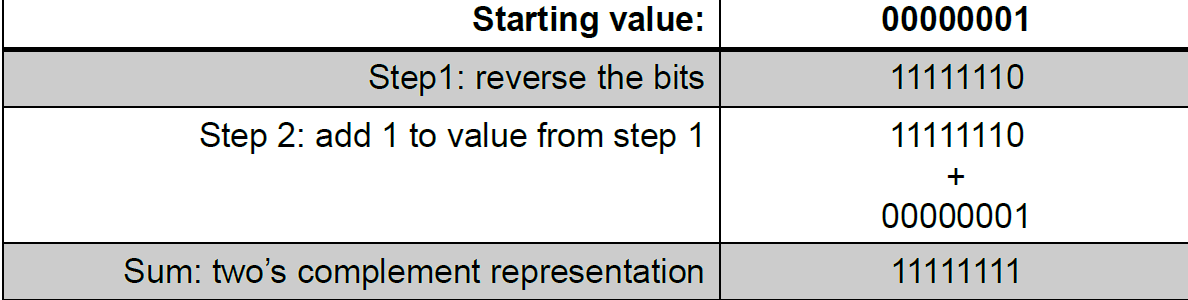 Starting value: 00000001
Step1: reverse the bits 11111110
Step 2: add 1 to value from step 1 11111110
+
00000001
Sum: two's complement representation 11111111